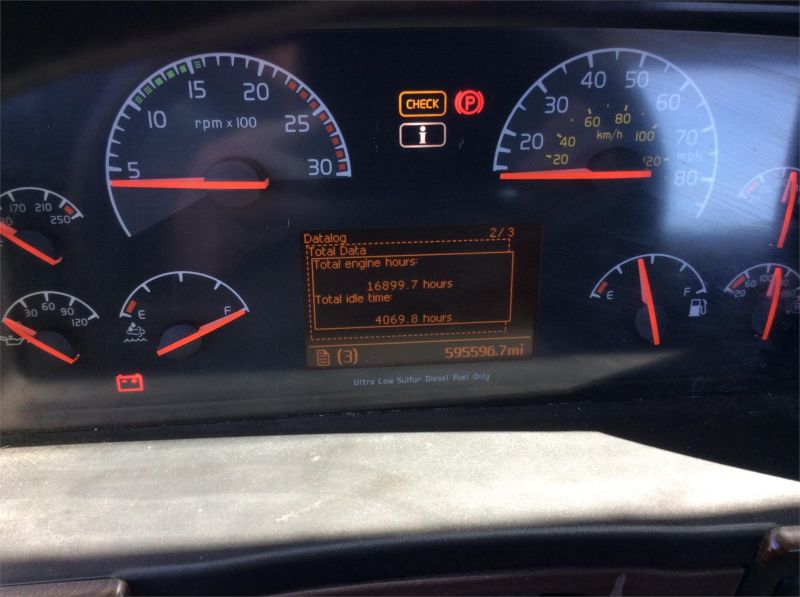 5 10 15 20 25 30
rpm x 100
CHECK
P
i
20 30 40 50 60 70 80
mph
20 40 60 80 100 120
km/h
170 210 250
30 60 90 120
E F
Datalog 2/3
Total Data
Total engine hours:
16899.7 hours
Total idle time:
4069.8 hours
(3) 595596.7mi
E F
Ultra Low Sulfur Diesel Fuel Only